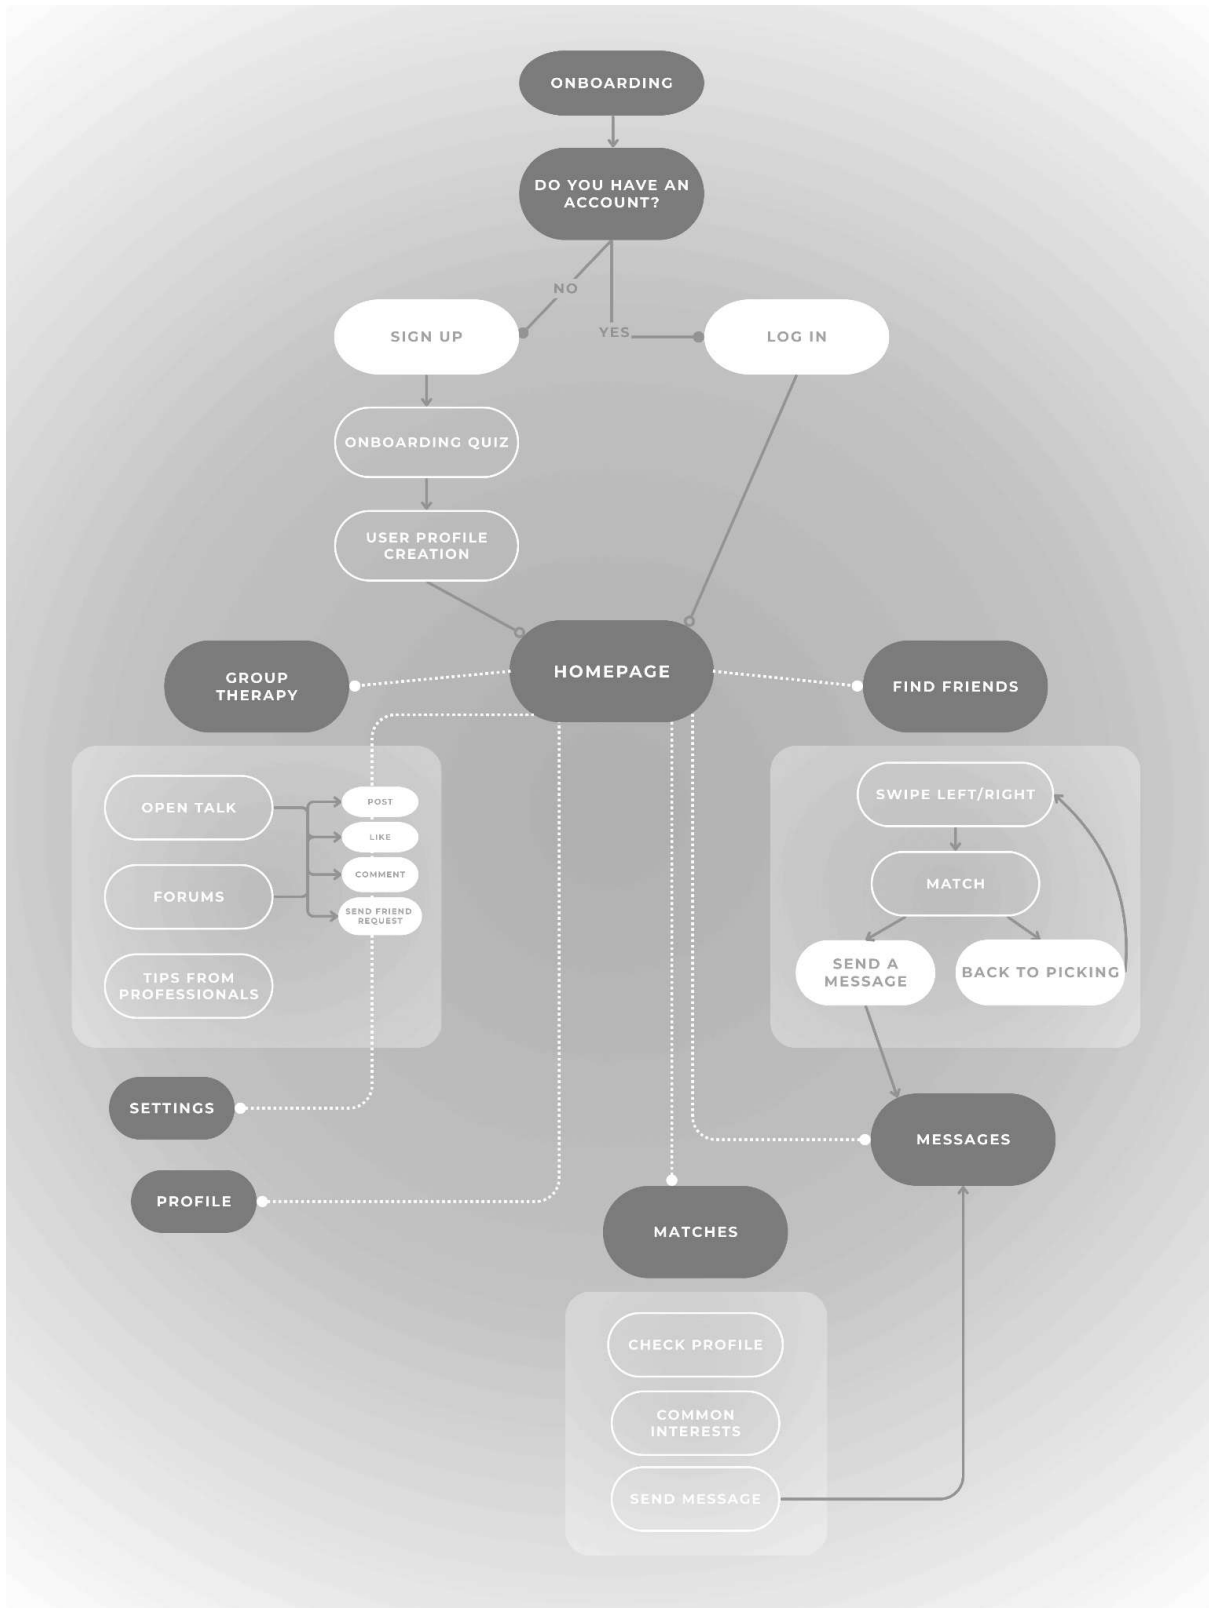 ONBOARDING
DO YOU HAVE AN
ACCOUNT?
NO
YES
SIGN UP
LOG IN
ONBOARDING QUIZ
USER PROFILE
CREATION
HOMEPAGE
GROUP
THERAPY
FIND FRIENDS
OPEN TALK
FORUMS
TIPS FROM
PROFESSIONALS
POST
LIKE
COMMENT
SEND FRIEND
REQUEST
SWIPE LEFT/RIGHT
MATCH
SEND A
MESSAGE
BACK TO PICKING
SETTINGS
PROFILE
MESSAGES
MATCHES
CHECK PROFILE
COMMON
INTERESTS
SEND MESSAGE